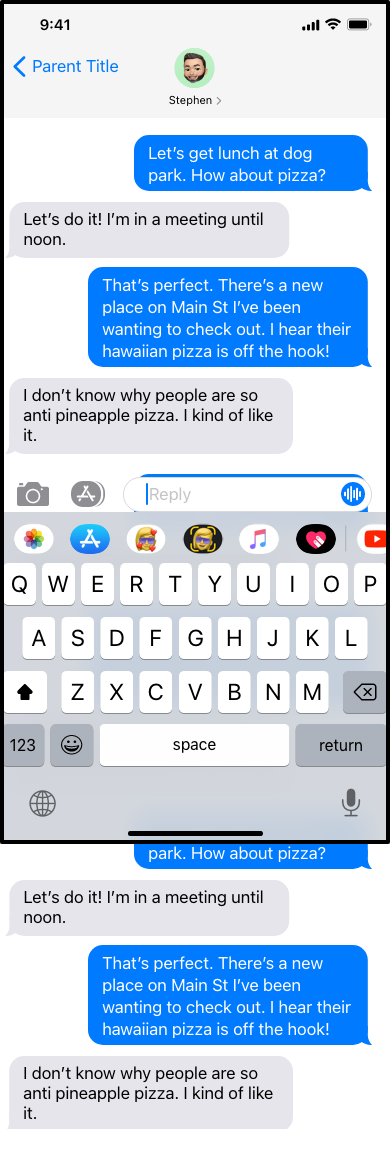 9:41
Parent Title
Stephen
Let's get lunch at dog
park. How about pizza?
Let's do it! I'm in a meeting until
noon.
That's perfect. There's a new
place on Main St I've been
wanting to check out. I hear their
hawaiian pizza is off the hook!
I don't know why people are so
anti pineapple pizza. I kind of like
it.
Reply
Q W E R T Y U I O P
A S D F G H J K L
Z X C V B N M
123 space return
park. How about pizza?
Let's do it! I'm in a meeting until
noon.
That's perfect. There's a new
place on Main St I've been
wanting to check out. I hear their
hawaiian pizza is off the hook!
I don't know why people are so
anti pineapple pizza. I kind of like
it.